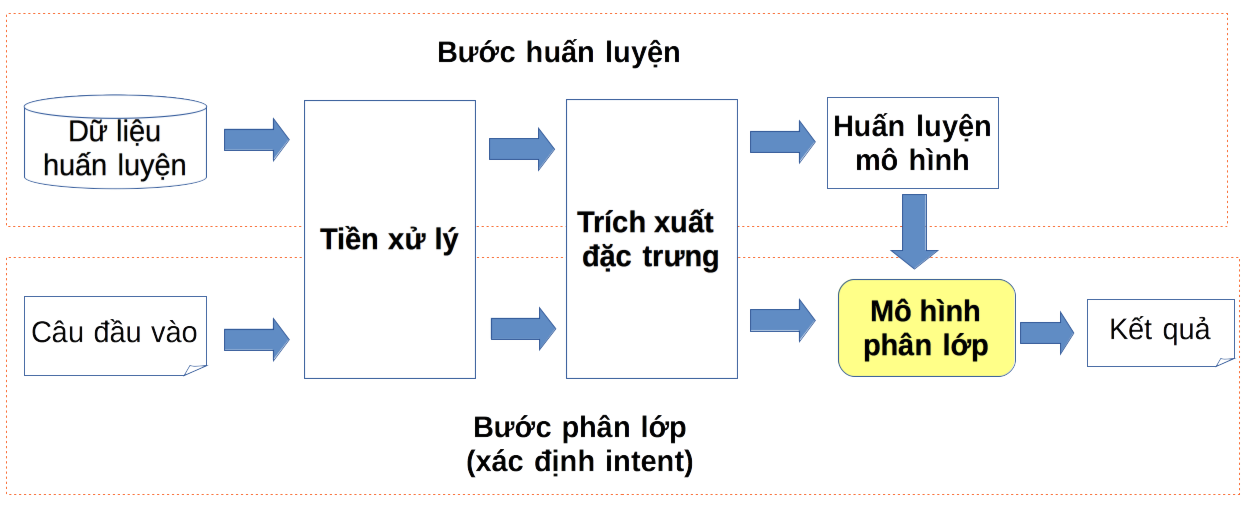 Bước huấn luyện
Dữ liệu
huấn luyện
Tiền xử lý
Trích xuất
đặc trưng
Huấn luyện
mô hình
Câu đầu vào
Mô hình
phân lớp
Kết quả
Bước phân lớp
(xác định intent)